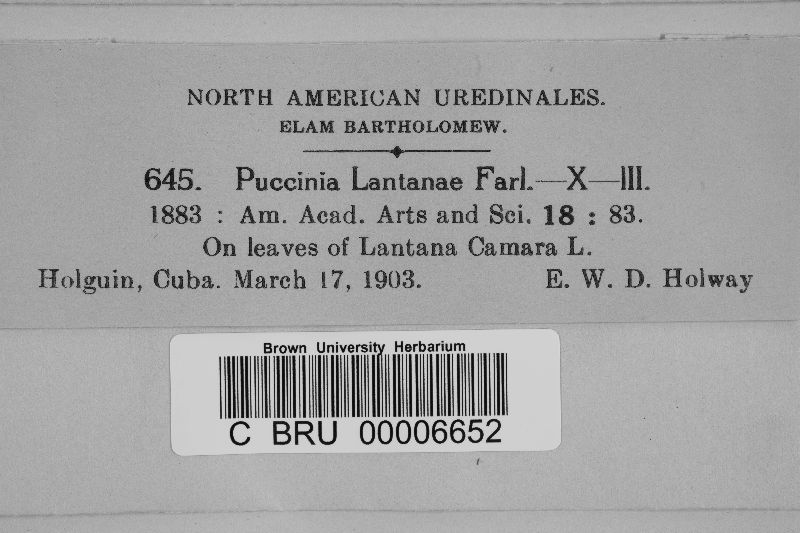 NORTH AMERICAN UREDINALES.
ELAM BARTHOLOMEW.
645. Puccinia Lantanae Farl.—X—III.
1883 : Am. Acad. Arts and Sci. 18 : 83.
On leaves of Lantana Camara L.
Holguin, Cuba. March 17, 1903. E. W. D. Holway
Brown University Herbarium
C BRU 00006652